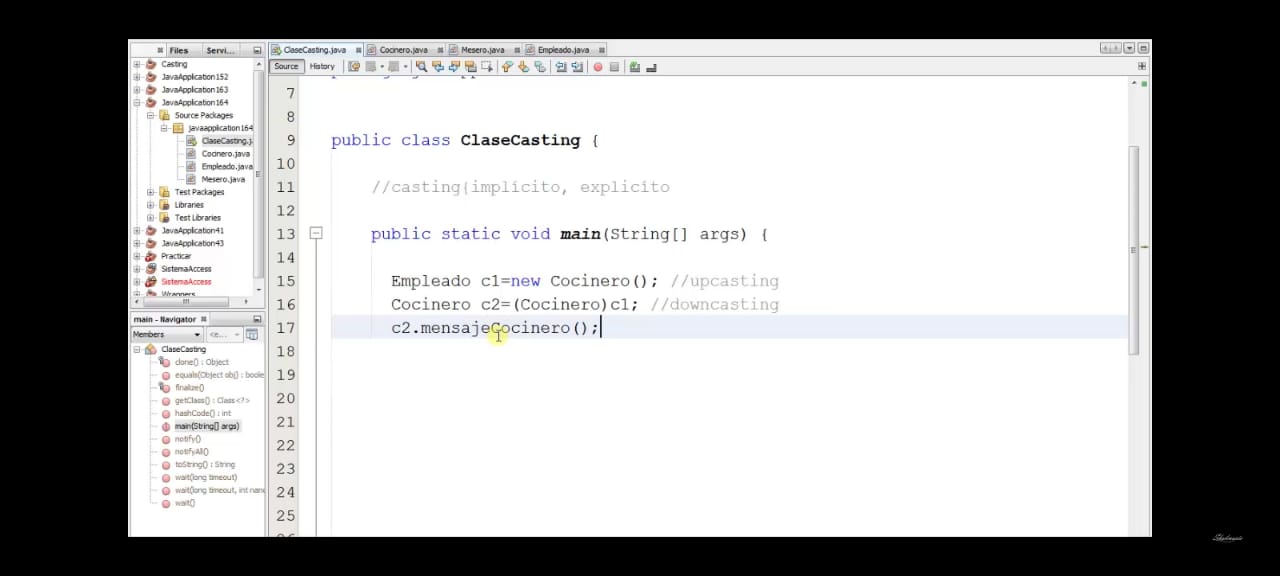 Files Servi...
Casting
JavaApplication152
JavaApplication163
JavaApplication164
Source Packages
javaapplication164
ClaseCasting.j
Cocinero.java
Empleado.java
Mesero.java
Test Packages
Libraries
Test Libraries
JavaApplication41
JavaApplication43
Practicar
SistemaAccess
SistemaAccess
Wrappers
main - Navigator
Members <e...
ClaseCasting
clone() : Object
equals(Object obj) : boole
finalize()
getClass() : Class<?>
hashCode() : int
main(String[] args)
notify()
notifyAll()
toString() : String
wait(long timeout)
wait(long timeout, int nano
wait()
ClaseCasting.java Cocinero.java Mesero.java Empleado.java
Source History
7
8
9 public class ClaseCasting {
10
11 //casting{implicito, explicito
12
13 public static void main(String[] args) {
14
15 Empleado c1=new Cocinero(); //upcasting
16 Cocinero c2=(Cocinero)c1; //downcasting
17 c2.mensajeCocinero();
18
19
20
21
22
23
24
25